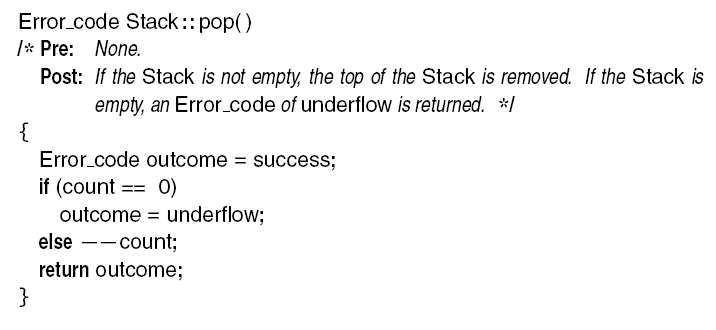 Error_code Stack::pop()
/* Pre: None.
Post: If the Stack is not empty, the top of the Stack is removed. If the Stack is
empty, an Error_code of underflow is returned. */
{
Error_code outcome = success;
if (count == 0)
outcome = underflow;
else −−count;
return outcome;
}